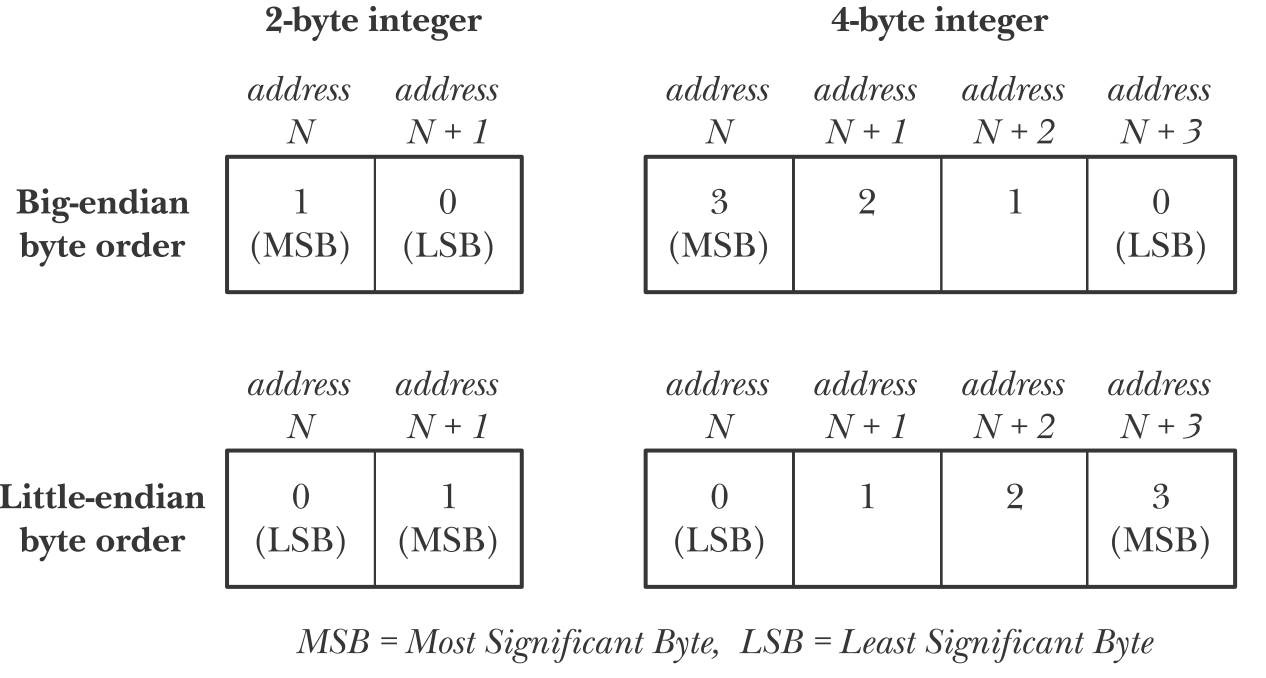 2-byte integer 4-byte integer
address address address address address address
N N + 1 N N + 1 N + 2 N + 3
Big-endian byte order
1 0 3 2 1 0
(MSB) (LSB) (MSB) (LSB)
address address address address address address
N N + 1 N N + 1 N + 2 N + 3
Little-endian byte order
0 1 0 1 2 3
(LSB) (MSB) (LSB) (MSB)
MSB = Most Significant Byte, LSB = Least Significant Byte